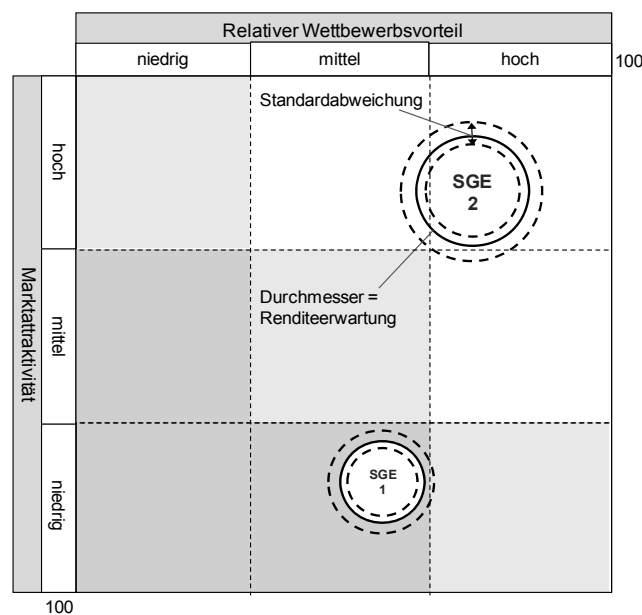 Relativer Wettbewerbsvorteil
niedrig
mittel
hoch
100
Marktattraktivität
hoch
mittel
niedrig
Standardabweichung
SGE
2
Durchmesser =
Renditeerwartung
SGE
1
100